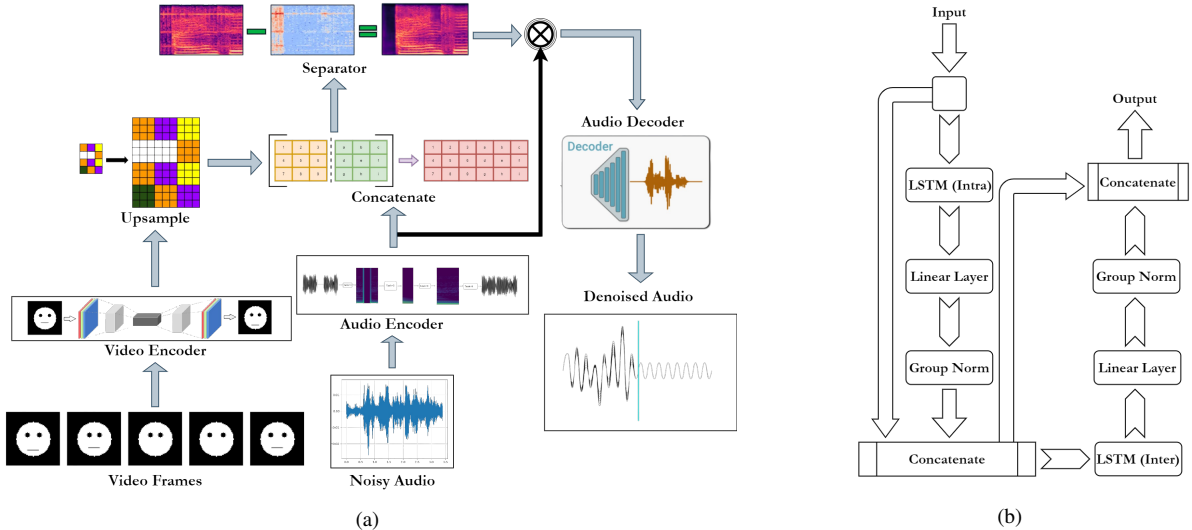 Separator
Upsample
Concatenate
Audio Decoder
Decoder
Video Encoder
Audio Encoder
Denoised Audio
Video Frames
Noisy Audio
(a)
Input
LSTM (Intra)
Linear Layer
Group Norm
Concatenate
LSTM (Inter)
Linear Layer
Group Norm
Concatenate
Output
(b)